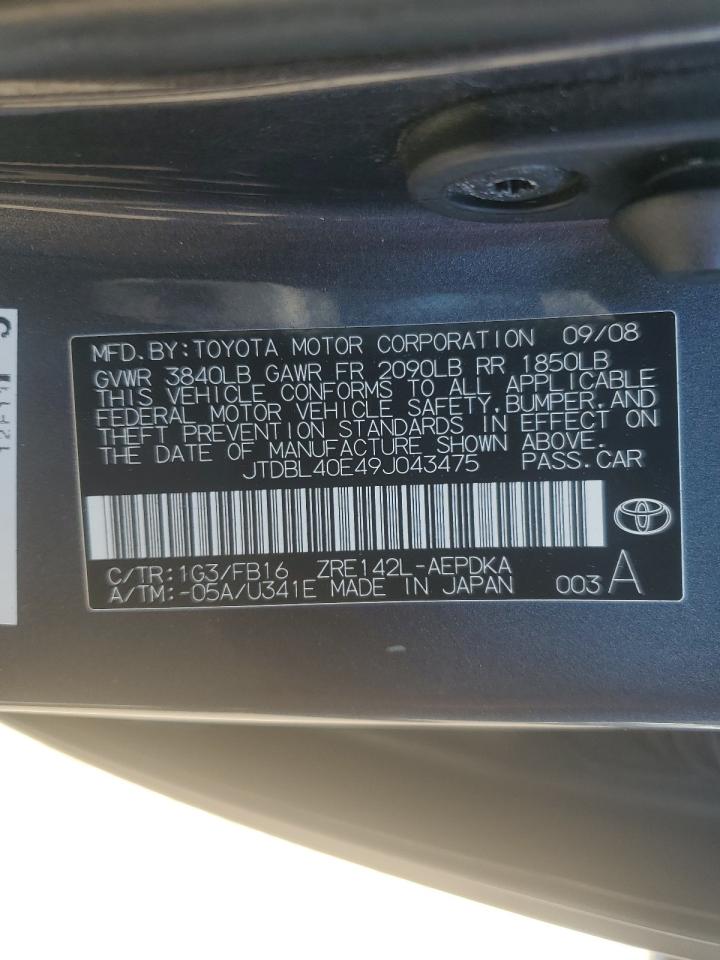 MFD. BY: TOYOTA MOTOR CORPORATION 09/08
GVWR 3840LB GAWR FR 2090LB RR 1850LB
THIS VEHICLE CONFORMS TO ALL APPLICABLE
FEDERAL MOTOR VEHICLE SAFETY, BUMPER, AND
THEFT PREVENTION STANDARDS IN EFFECT ON
THE DATE OF MANUFACTURE SHOWN ABOVE.
JTDBL40E49J043475 PASS. CAR
C/TR: 1G3/FB16 ZRE142L-AEPDKA
A/TM: -05A/U341E MADE IN JAPAN 003 A